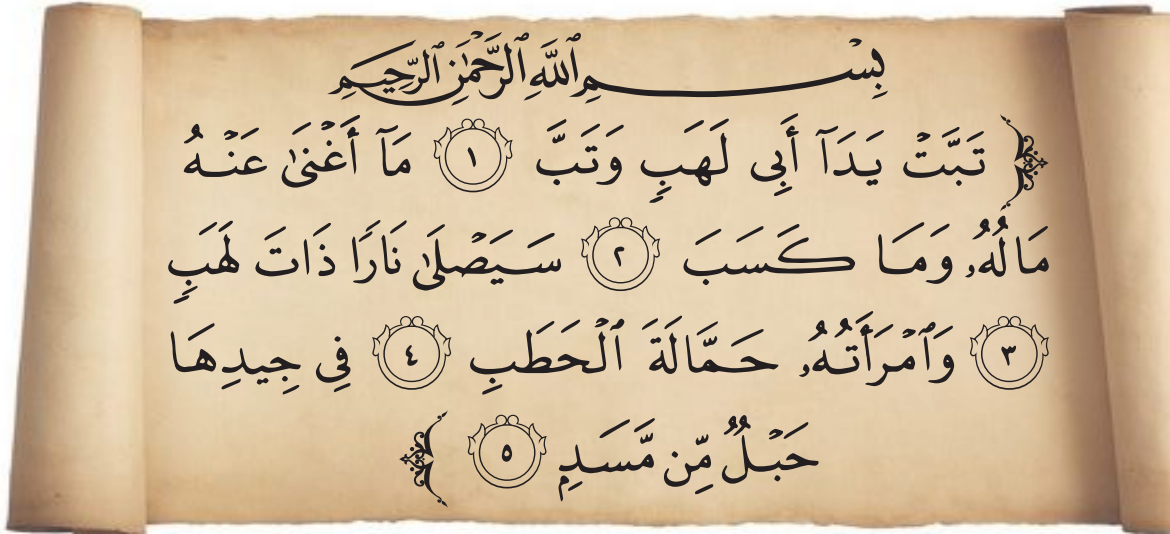 بِسْمِ ٱللَّهِ ٱلرَّحْمَٰنِ ٱلرَّحِيمِ
﴿ تَبَّتْ يَدَآ أَبِى لَهَبٍ وَتَبَّ ١ مَآ أَغْنَىٰ عَنْهُ
مَالُهُۥ وَمَا كَسَبَ ٢ سَيَصْلَىٰ نَارًا ذَاتَ لَهَبٍ
٣ وَٱمْرَأَتُهُۥ حَمَّالَةَ ٱلْحَطَبِ ٤ فِى جِيدِهَا
حَبْلٌ مِّن مَّسَدٍۭ ٥ ﴾